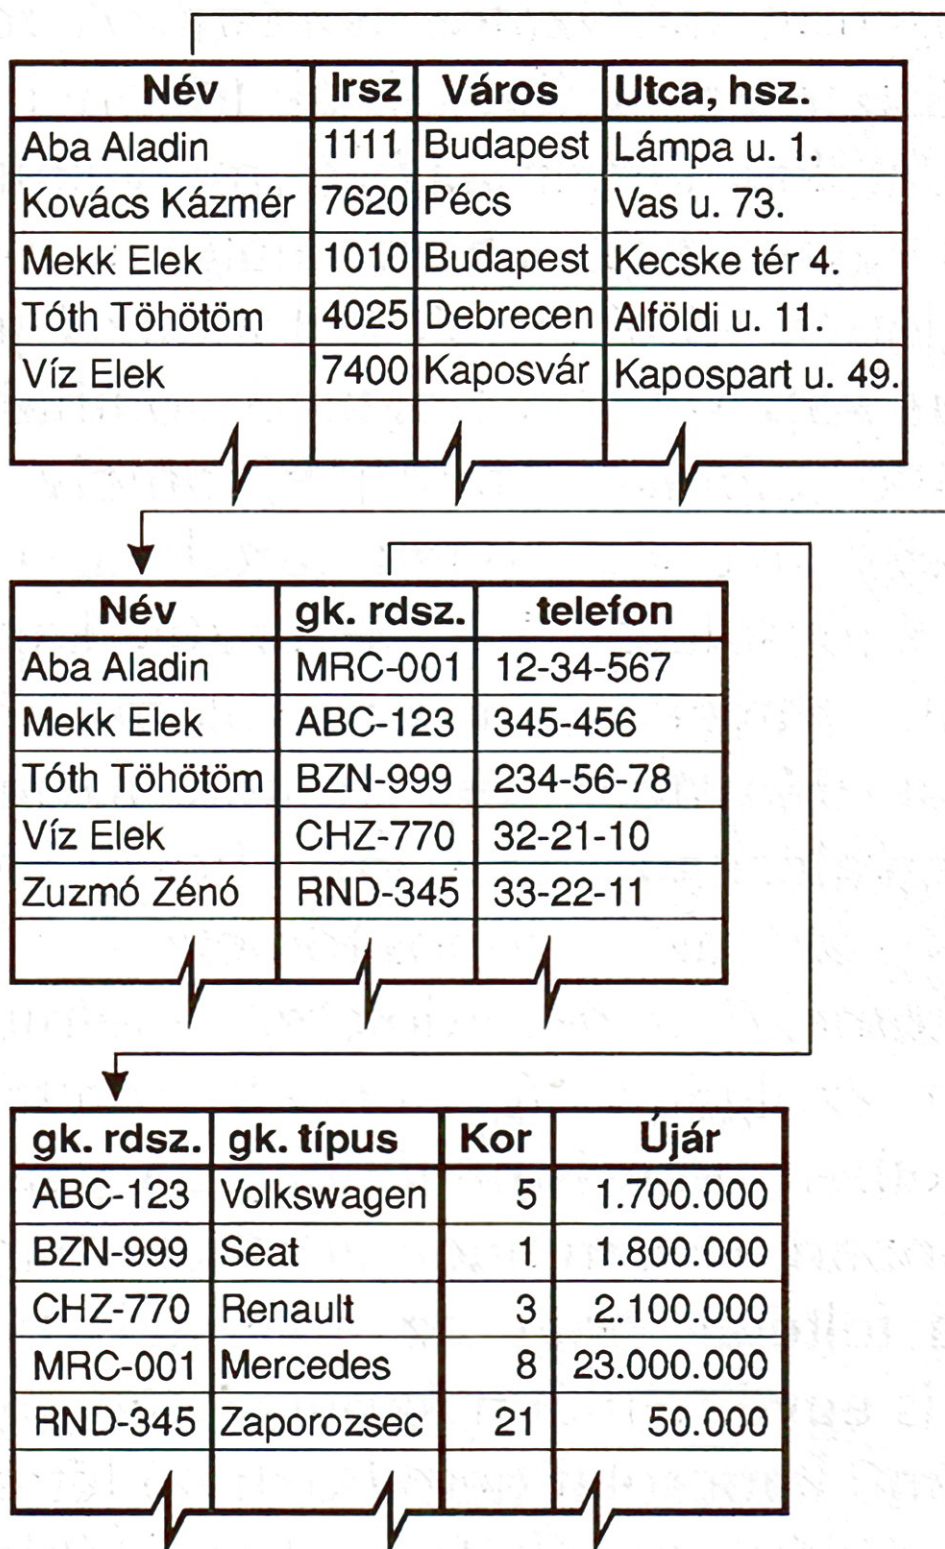 Név Irsz Város Utca, hsz.
Aba Aladin 1111 Budapest Lámpa u. 1.
Kovács Kázmér 7620 Pécs Vas u. 73.
Mekk Elek 1010 Budapest Kecske tér 4.
Tóth Töhötöm 4025 Debrecen Alföldi u. 11.
Víz Elek 7400 Kaposvár Kapospart u. 49.
Név gk. rdsz. telefon
Aba Aladin MRC-001 12-34-567
Mekk Elek ABC-123 345-456
Tóth Töhötöm BZN-999 234-56-78
Víz Elek CHZ-770 32-21-10
Zuzmó Zénó RND-345 33-22-11
gk. rdsz. gk. típus Kor Újár
ABC-123 Volkswagen 5 1.700.000
BZN-999 Seat 1 1.800.000
CHZ-770 Renault 3 2.100.000
MRC-001 Mercedes 8 23.000.000
RND-345 Zaporozsec 21 50.000